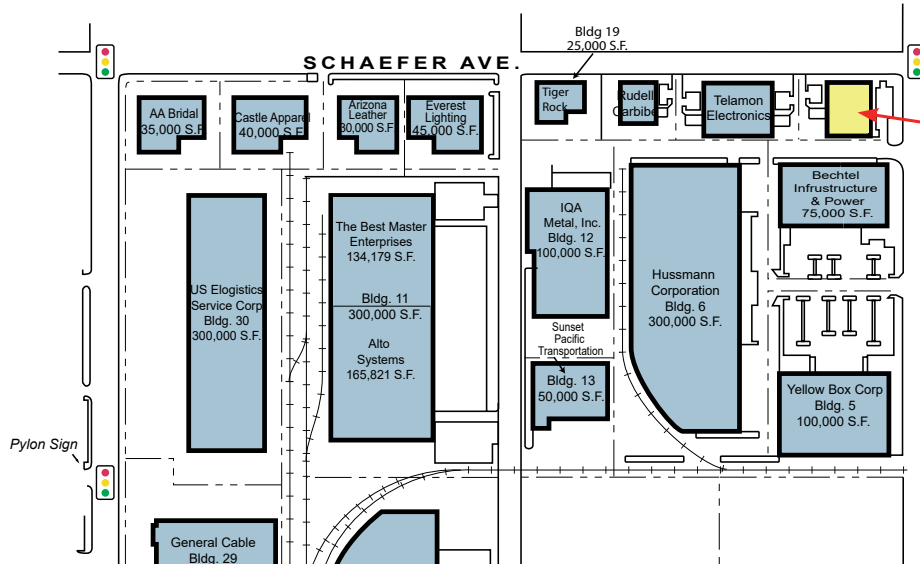 Bldg 19
25,000 S.F.
SCHAEFER AVE.
AA Bridal
35,000 S.F
Castle Apparel
40,000 S.F
Arizona
Leather
30,000 S.F.
Everest
Lighting
45,000 S.F.
Tiger
Rock
Rudell
Carbibe
Telamon
Electronics
Bechtel
Infrustructure
& Power
75,000 S.F.
US Elogistics
Service Corp
Bldg. 30
300,000 S.F.
The Best Master
Enterprises
134,179 S.F.
Bldg. 11
300,000 S.F.
Alto
Systems
165,821 S.F.
IQA
Metal, Inc.
Bldg. 12
100,000 S.F.
Hussmann
Corporation
Bldg. 6
300,000 S.F.
Sunset
Pacific
Transportation
Bldg. 13
50,000 S.F.
Yellow Box Corp
Bldg. 5
100,000 S.F.
Pylon Sign
General Cable
Bldg. 29